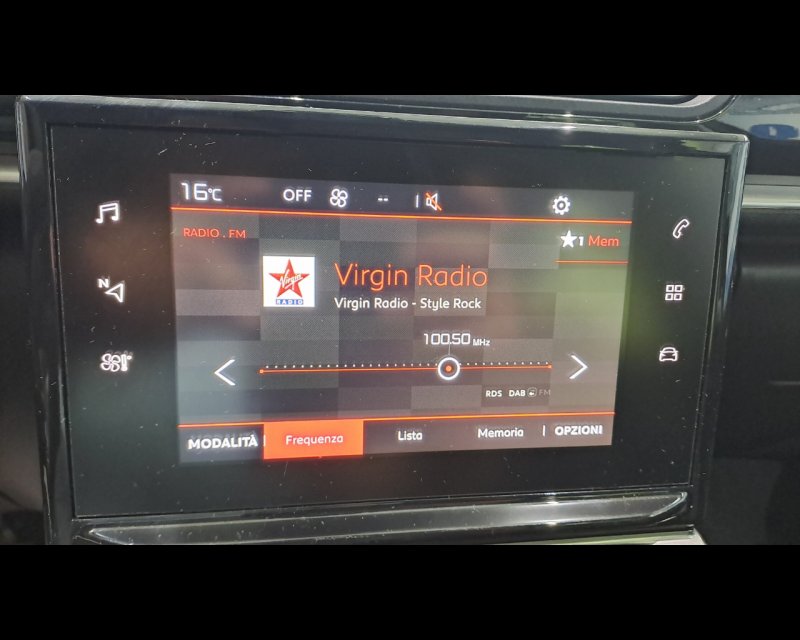 16°C OFF --
RADIO . FM
1 Mem
Virgin
RADIO
Virgin Radio
Virgin Radio - Style Rock
N
100.50 MHz
RDS DAB FM
MODALITÀ Frequenza Lista Memoria OPZIONI